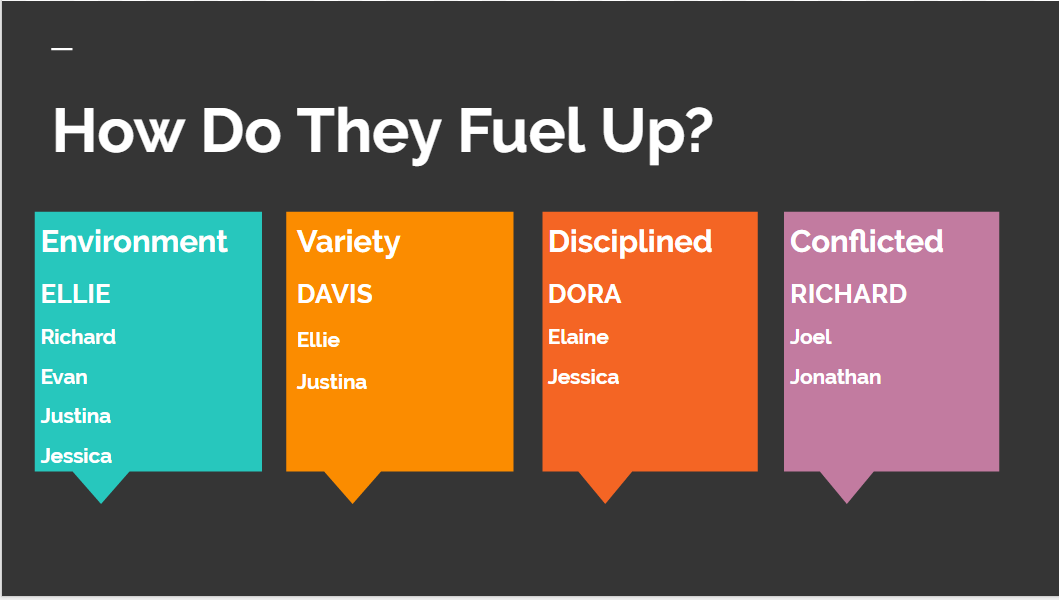 How Do They Fuel Up?
Environment
ELLIE
Richard
Evan
Justina
Jessica
Variety
DAVIS
Ellie
Justina
Disciplined
DORA
Elaine
Jessica
Conflicted
RICHARD
Joel
Jonathan